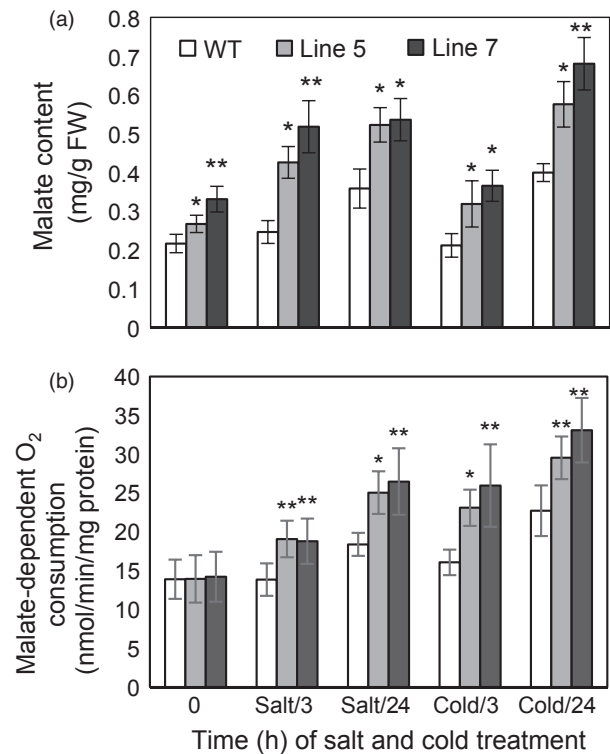 (a)
WT Line 5 Line 7
Malate content
(mg/g FW)
0.8
0.7
0.6
0.5
0.4
0.3
0.2
0.1
0
* ** * ** * * * * * **
(b)
Malate-dependent O₂
consumption
(nmol/min/mg protein)
40
35
30
25
20
15
10
5
0
** ** * ** * ** ** **
0 Salt/3 Salt/24 Cold/3 Cold/24
Time (h) of salt and cold treatment